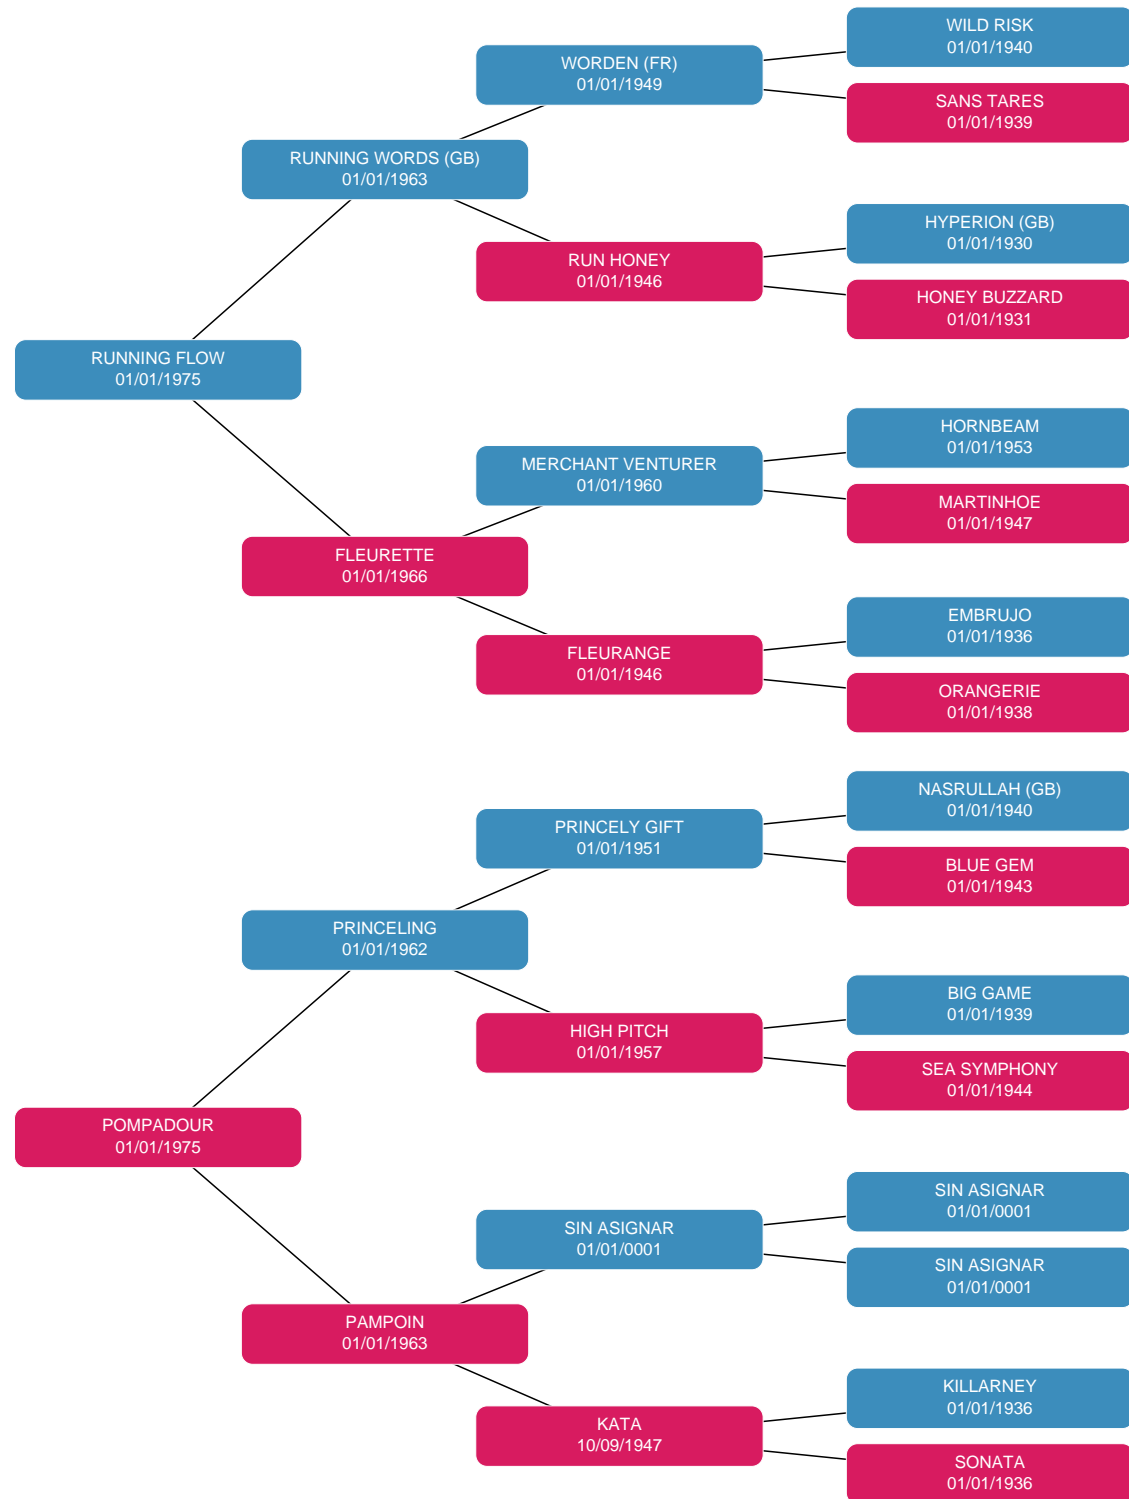 WILD RISK
01/01/1940
WORDEN (FR)
01/01/1949
SANS TARES
01/01/1939
RUNNING WORDS (GB)
01/01/1963
HYPERION (GB)
01/01/1930
RUN HONEY
01/01/1946
HONEY BUZZARD
01/01/1931
RUNNING FLOW
01/01/1975
HORNBEAM
01/01/1953
MERCHANT VENTURER
01/01/1960
MARTINHOE
01/01/1947
FLEURETTE
01/01/1966
EMBRUJO
01/01/1936
FLEURANGE
01/01/1946
ORANGERIE
01/01/1938
NASRULLAH (GB)
01/01/1940
PRINCELY GIFT
01/01/1951
BLUE GEM
01/01/1943
PRINCELING
01/01/1962
BIG GAME
01/01/1939
HIGH PITCH
01/01/1957
SEA SYMPHONY
01/01/1944
POMPADOUR
01/01/1975
SIN ASIGNAR
01/01/0001
SIN ASIGNAR
01/01/0001
SIN ASIGNAR
01/01/0001
PAMPOIN
01/01/1963
KILLARNEY
01/01/1936
KATA
10/09/1947
SONATA
01/01/1936